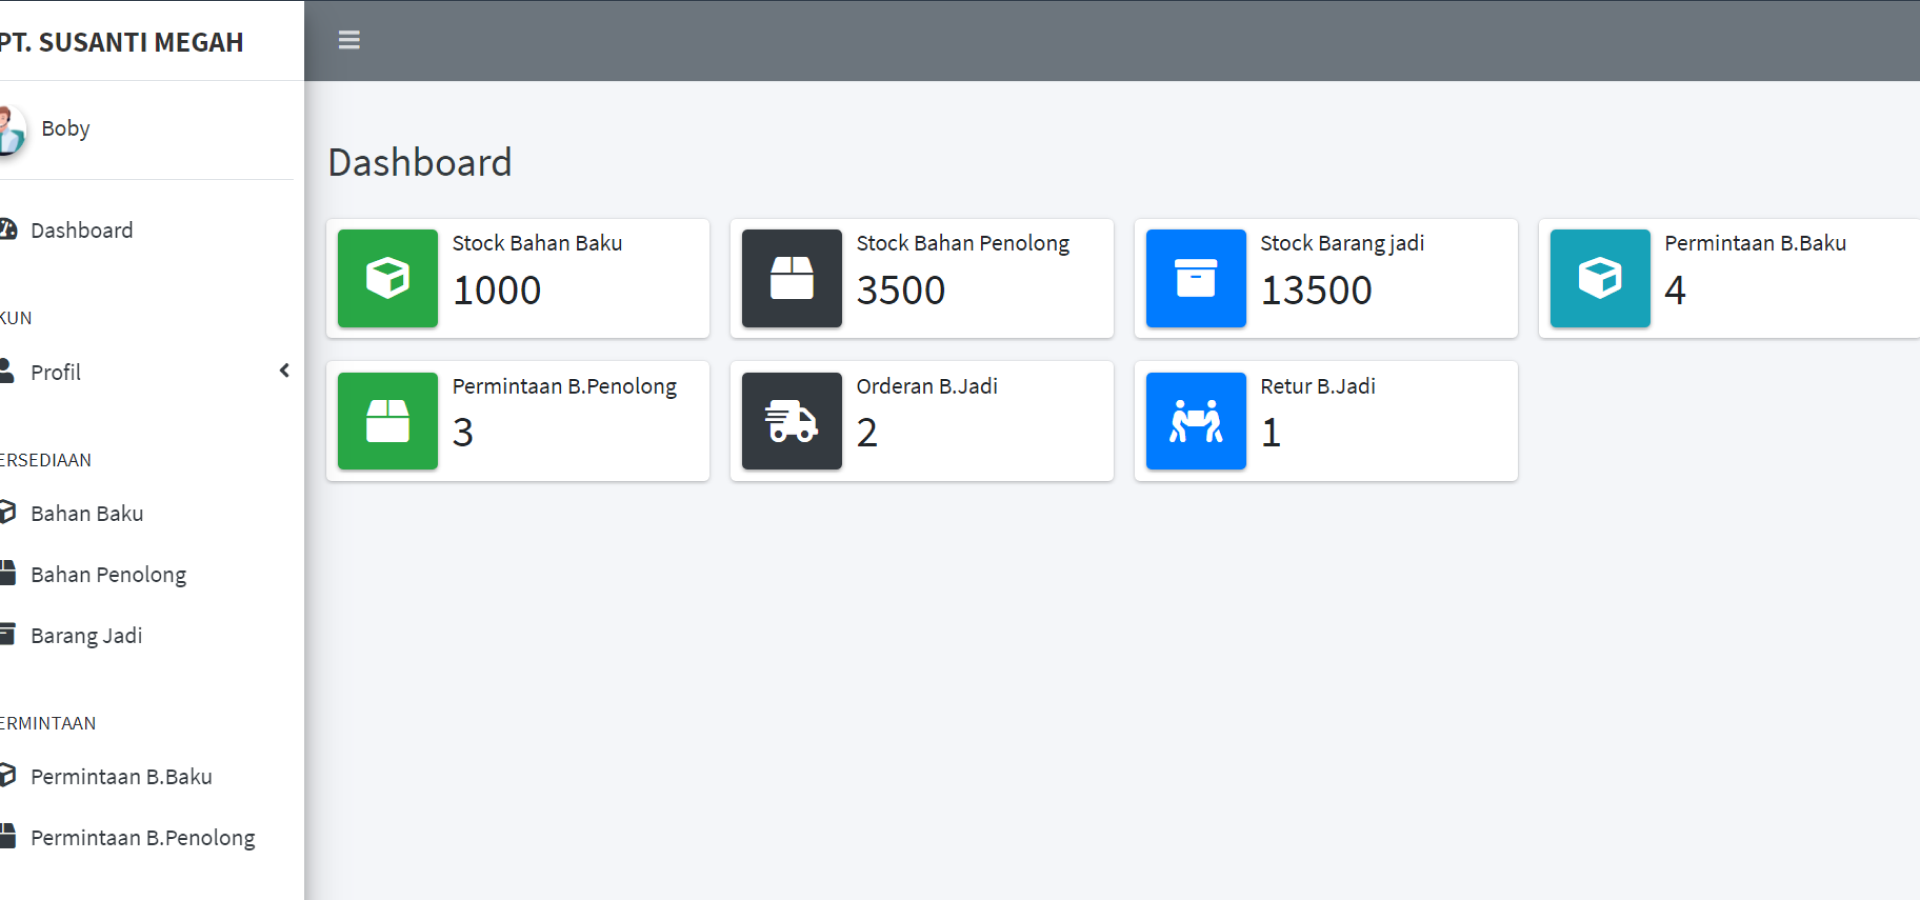 PT. SUSANTI MEGAH
Boby
Dashboard
KUN
Profil
ERSEDIAAN
Bahan Baku
Bahan Penolong
Barang Jadi
ERMINTAAN
Permintaan B.Baku
Permintaan B.Penolong
Dashboard
Stock Bahan Baku
1000
Stock Bahan Penolong
3500
Stock Barang jadi
13500
Permintaan B.Baku
4
Permintaan B.Penolong
3
Orderan B.Jadi
2
Retur B.Jadi
1